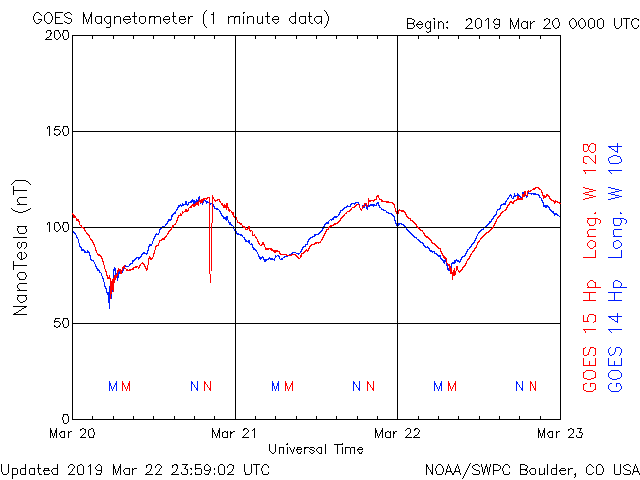 GOES Magnetometer (1 minute data)
Begin: 2019 Mar 20 0000 UTC
200
150
100
50
0
NanoTesla (nT)
M M N N M M N N M M N N
Mar 20 Mar 21 Mar 22 Mar 23
Universal Time
GOES 15 Hp Long. W 128
GOES 14 Hp Long. W 104
Updated 2019 Mar 22 23:59:02 UTC
NOAA/SWPC Boulder, CO USA